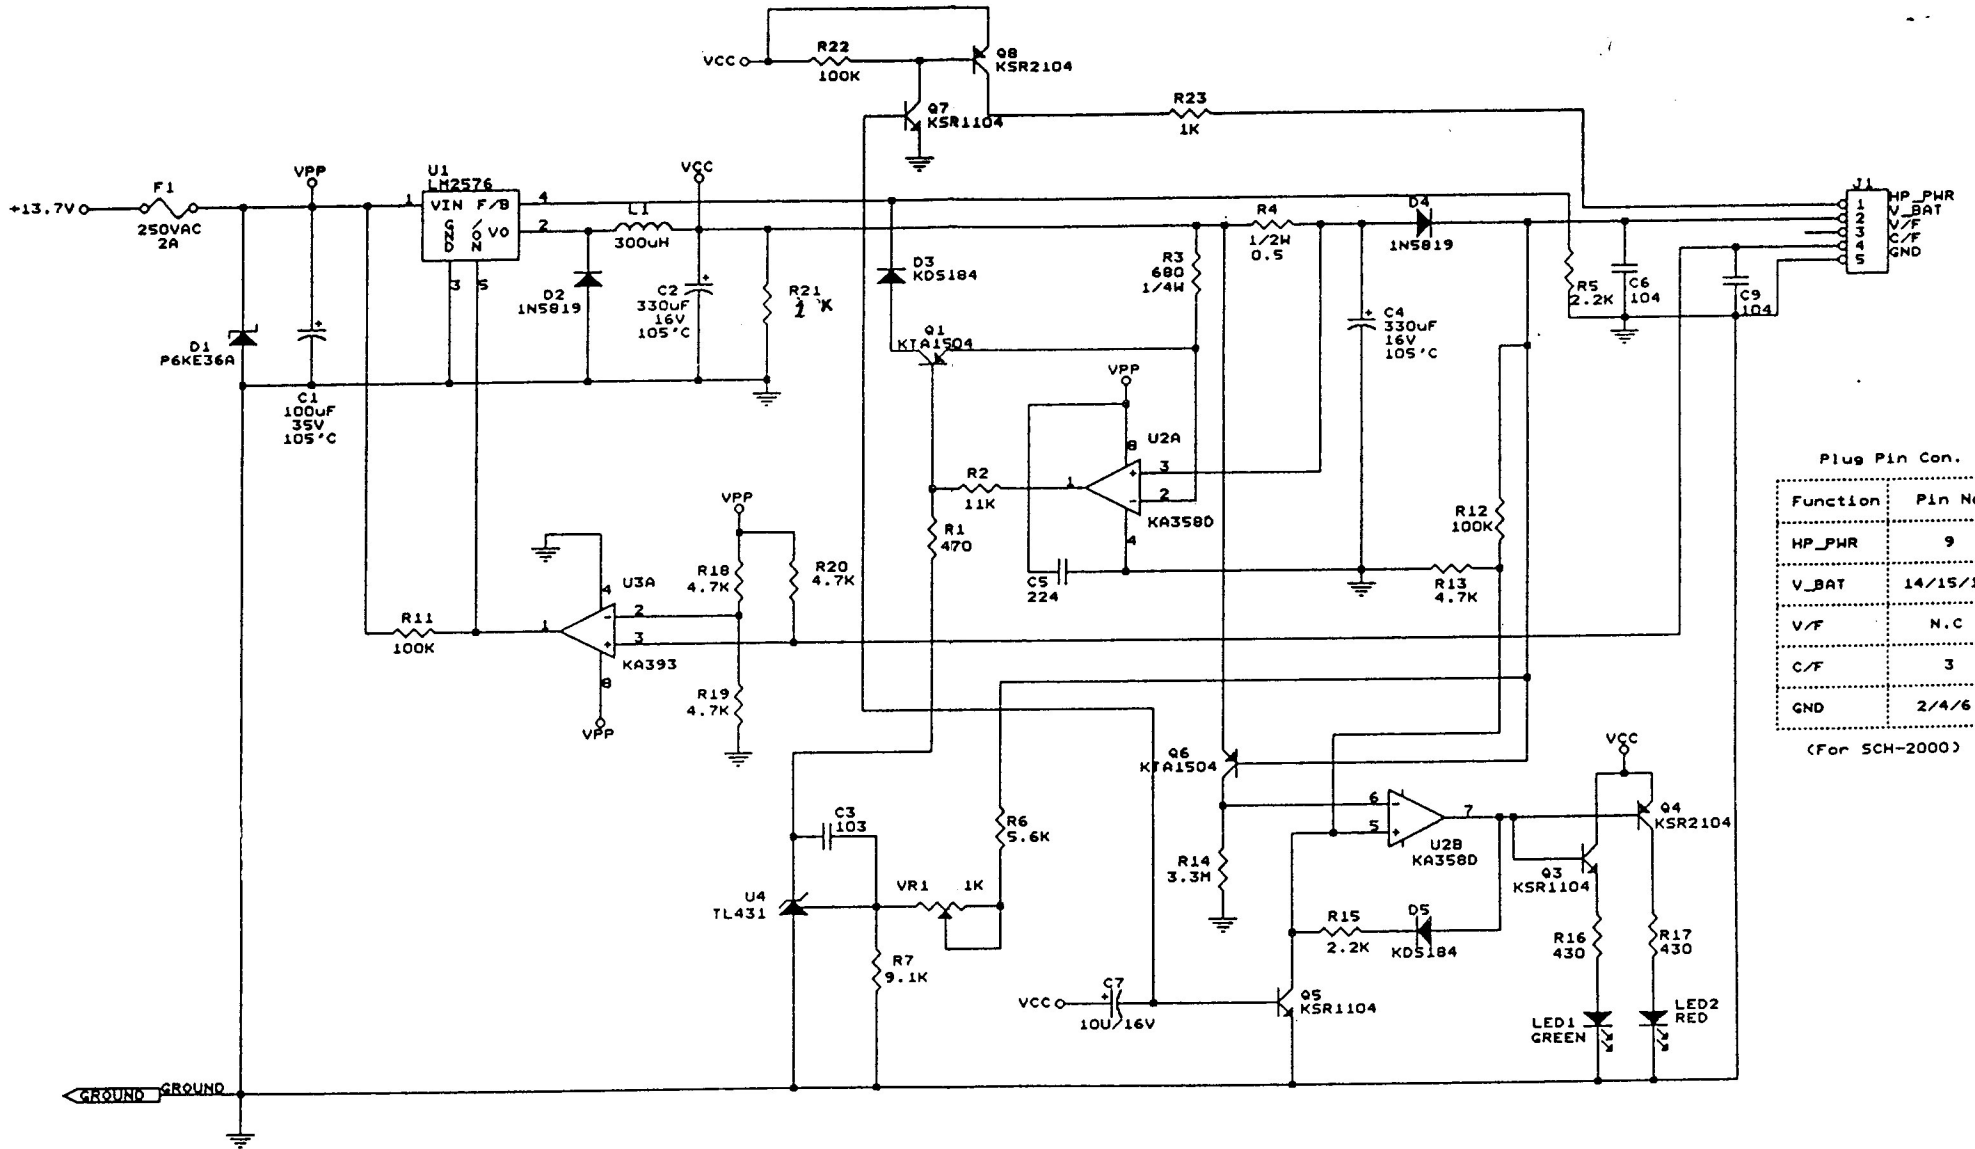 VCC
R22
100K
Q8
KSR2104
Q7
KSR1104
R23
1K
+13.7V
F1
250VAC
2A
VPP
U1
LM2576
1
VIN
F/B
4
GND
/ON
VO
2
3
5
L1
300uH
VCC
D1
P6KE36A
C1
100uF
35V
105'C
D2
1N5819
C2
330uF
16V
105'C
R21
1 K
D3
KDS184
Q1
KTA1504
R3
680
1/4W
R4
1/2W
0.5
D4
1N5819
C4
330uF
16V
105'C
R5
2.2K
C6
104
C9
104
J1
1
2
3
4
5
HP_PWR
V_BAT
V/F
C/F
GND
VPP
8
U2A
3
+
2
-
1
4
KA358D
R2
11K
R1
470
C5
224
R12
100K
R13
4.7K
VPP
R18
4.7K
R20
4.7K
R19
4.7K
U3A
4
2
-
3
+
1
8
KA393
VPP
R11
100K
Plug Pin Con.
Function
HP_PWR 9
V_BAT
V/F N.C
C/F 3
GND 2/4/6
(For SCH-2000)
Q6
KTA1504
VCC
6
-
5
+
7
U2B
KA358D
Q4
KSR2104
Q3
KSR1104
R14
3.3M
R15
2.2K
D5
KDS184
R16
430
R17
430
C3
103
R6
5.6K
U4
TL431
VR1
1K
R7
9.1K
VCC
C7
10U/16V
Q5
KSR1104
LED1
GREEN
LED2
RED
GROUND
GROUND